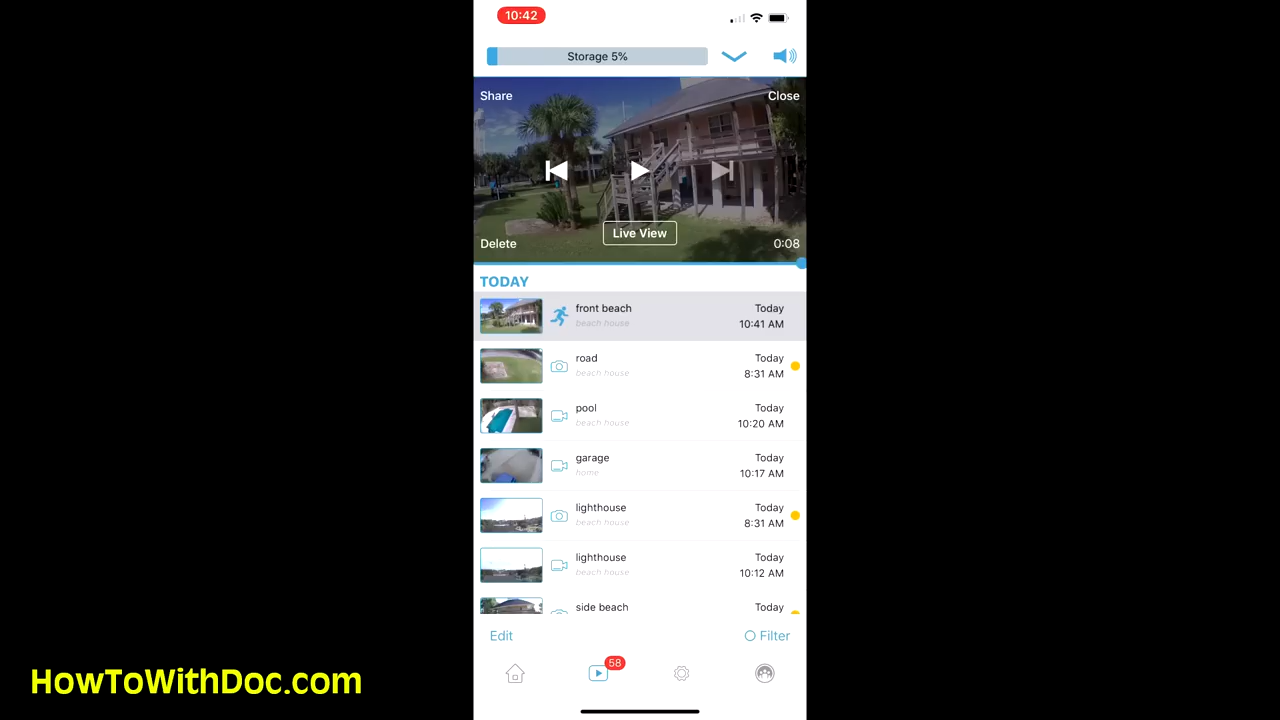 10:42
Storage 5%
Share
Close
Live View
Delete
0:08
TODAY
front beach
beach house
Today
10:41 AM
road
beach house
Today
8:31 AM
pool
beach house
Today
10:20 AM
garage
home
Today
10:17 AM
lighthouse
beach house
Today
8:31 AM
lighthouse
beach house
Today
10:12 AM
side beach
Today
Edit
Filter
58
HowToWithDoc.com